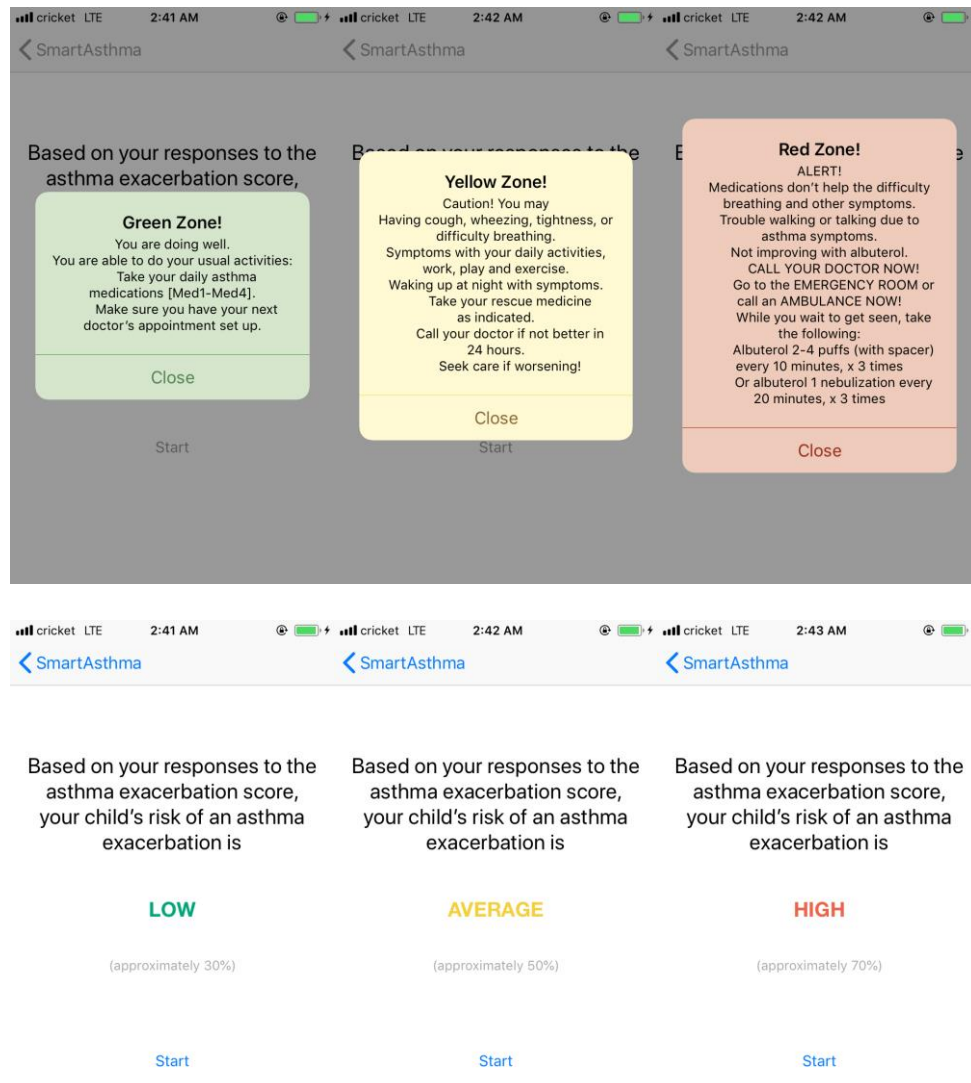 cricket LTE 2:41 AM
SmartAsthma
Based on your responses to the
asthma exacerbation score,
Green Zone!
You are doing well.
You are able to do your usual activities:
Take your daily asthma
medications [Med1-Med4].
Make sure you have your next
doctor's appointment set up.
Close
Start
cricket LTE 2:42 AM
SmartAsthma
Yellow Zone!
Caution! You may
Having cough, wheezing, tightness, or
difficulty breathing.
Symptoms with your daily activities,
work, play and exercise.
Waking up at night with symptoms.
Take your rescue medicine
as indicated.
Call your doctor if not better in
24 hours.
Seek care if worsening!
Close
Start
cricket LTE 2:42 AM
SmartAsthma
Red Zone!
ALERT!
Medications don't help the difficulty
breathing and other symptoms.
Trouble walking or talking due to
asthma symptoms.
Not improving with albuterol.
CALL YOUR DOCTOR NOW!
Go to the EMERGENCY ROOM or
call an AMBULANCE NOW!
While you wait to get seen, take
the following:
Albuterol 2-4 puffs (with spacer)
every 10 minutes, x 3 times
Or albuterol 1 nebulization every
20 minutes, x 3 times
Close
cricket LTE 2:41 AM
SmartAsthma
Based on your responses to the
asthma exacerbation score,
your child's risk of an asthma
exacerbation is
LOW
(approximately 30%)
Start
cricket LTE 2:42 AM
SmartAsthma
Based on your responses to the
asthma exacerbation score,
your child's risk of an asthma
exacerbation is
AVERAGE
(approximately 50%)
Start
cricket LTE 2:43 AM
SmartAsthma
Based on your responses to the
asthma exacerbation score,
your child's risk of an asthma
exacerbation is
HIGH
(approximately 70%)
Start